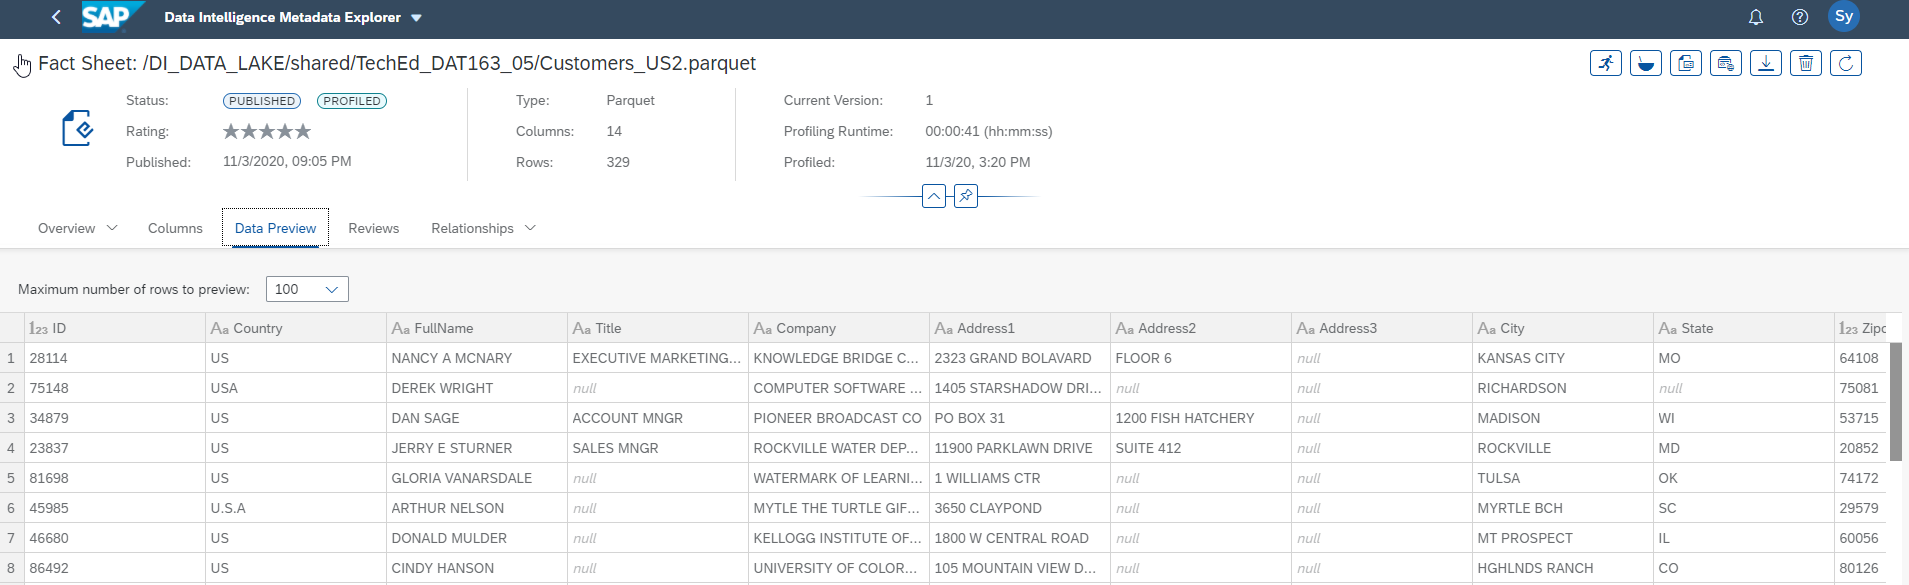 SAP Data Intelligence Metadata Explorer Sy
Fact Sheet: /DI_DATA_LAKE/shared/TechEd_DAT163_05/Customers_US2.parquet
Status: PUBLISHED PROFILED Type: Parquet Current Version: 1
Rating: Columns: 14 Profiling Runtime: 00:00:41 (hh:mm:ss)
Published: 11/3/2020, 09:05 PM Rows: 329 Profiled: 11/3/20, 3:20 PM
Overview Columns Data Preview Reviews Relationships
Maximum number of rows to preview: 100
123 ID Aa Country Aa FullName Aa Title Aa Company Aa Address1 Aa Address2 Aa Address3 Aa City Aa State 123 Zipc
1 28114 US NANCY A MCNARY EXECUTIVE MARKETING... KNOWLEDGE BRIDGE C... 2323 GRAND BOLAVARD FLOOR 6 null KANSAS CITY MO 64108
2 75148 USA DEREK WRIGHT null COMPUTER SOFTWARE ... 1405 STARSHADOW DRI... null null RICHARDSON null 75081
3 34879 US DAN SAGE ACCOUNT MNGR PIONEER BROADCAST CO PO BOX 31 1200 FISH HATCHERY null MADISON WI 53715
4 23837 US JERRY E STURNER SALES MNGR ROCKVILLE WATER DEP... 11900 PARKLAWN DRIVE SUITE 412 null ROCKVILLE MD 20852
5 81698 US GLORIA VANARSDALE null WATERMARK OF LEARNI... 1 WILLIAMS CTR null null TULSA OK 74172
6 45985 U.S.A ARTHUR NELSON null MYTLE THE TURTLE GIF... 3650 CLAYPOND null null MYRTLE BCH SC 29579
7 46680 US DONALD MULDER null KELLOGG INSTITUTE OF... 1800 W CENTRAL ROAD null null MT PROSPECT IL 60056
8 86492 US CINDY HANSON null UNIVERSITY OF COLOR... 105 MOUNTAIN VIEW D... null null HGHLNDS RANCH CO 80126